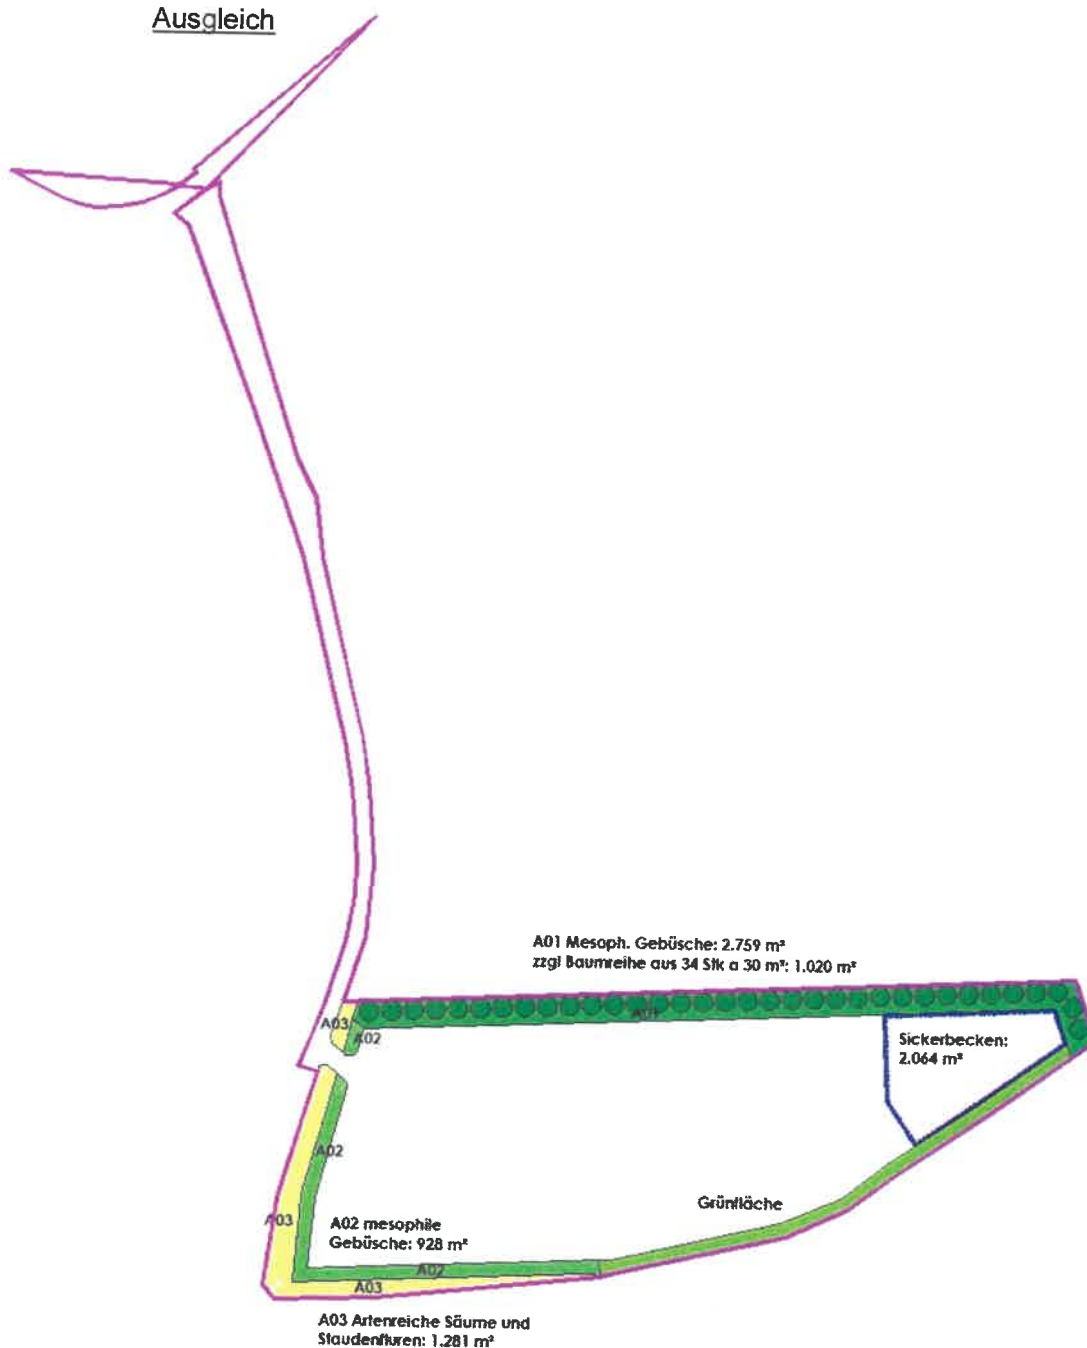 Ausgleich
A01 Mesoph. Gebüsche: 2.759 m²
zzgl Baumreihe aus 34 Stk a 30 m²: 1.020 m²
A01
A03
A02
Sickerbecken:
2.064 m²
A02
Grünfläche
A03
A02 mesophile
Gebüsche: 928 m²
A02
A03
A03 Artenreiche Säume und
Staudenfluren: 1.281 m²